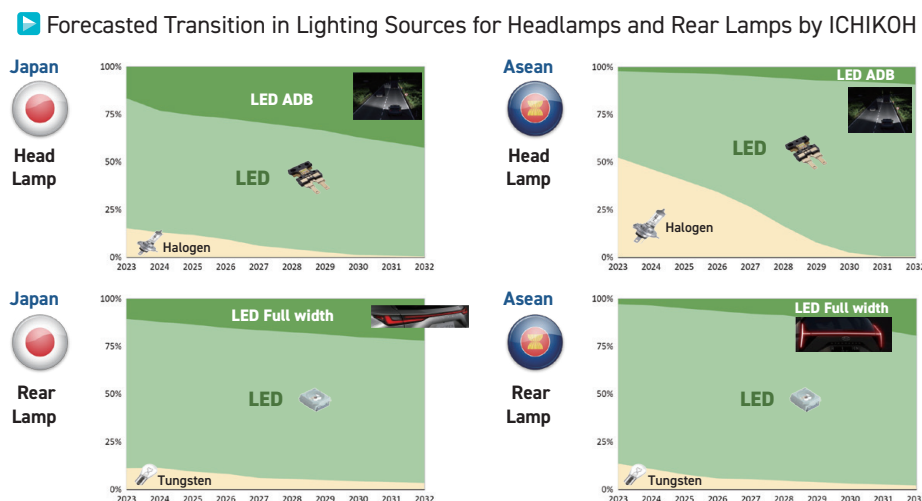 Forecasted Transition in Lighting Sources for Headlamps and Rear Lamps by ICHIKOH
Japan
Head
Lamp
100%
75%
50%
25%
0%
LED ADB
LED
Halogen
2023 2024 2025 2026 2027 2028 2029 2030 2031 2032
Asean
Head
Lamp
100%
75%
50%
25%
0%
LED ADB
LED
Halogen
2023 2024 2025 2026 2027 2028 2029 2030 2031 2032
Japan
Rear
Lamp
100%
75%
50%
25%
0%
LED Full width
LED
Tungsten
2023 2024 2025 2026 2027 2028 2029 2030 2031 2032
Asean
Rear
Lamp
100%
75%
50%
25%
0%
LED Full width
LED
Tungsten
2023 2024 2025 2026 2027 2028 2029 2030 2031 2032